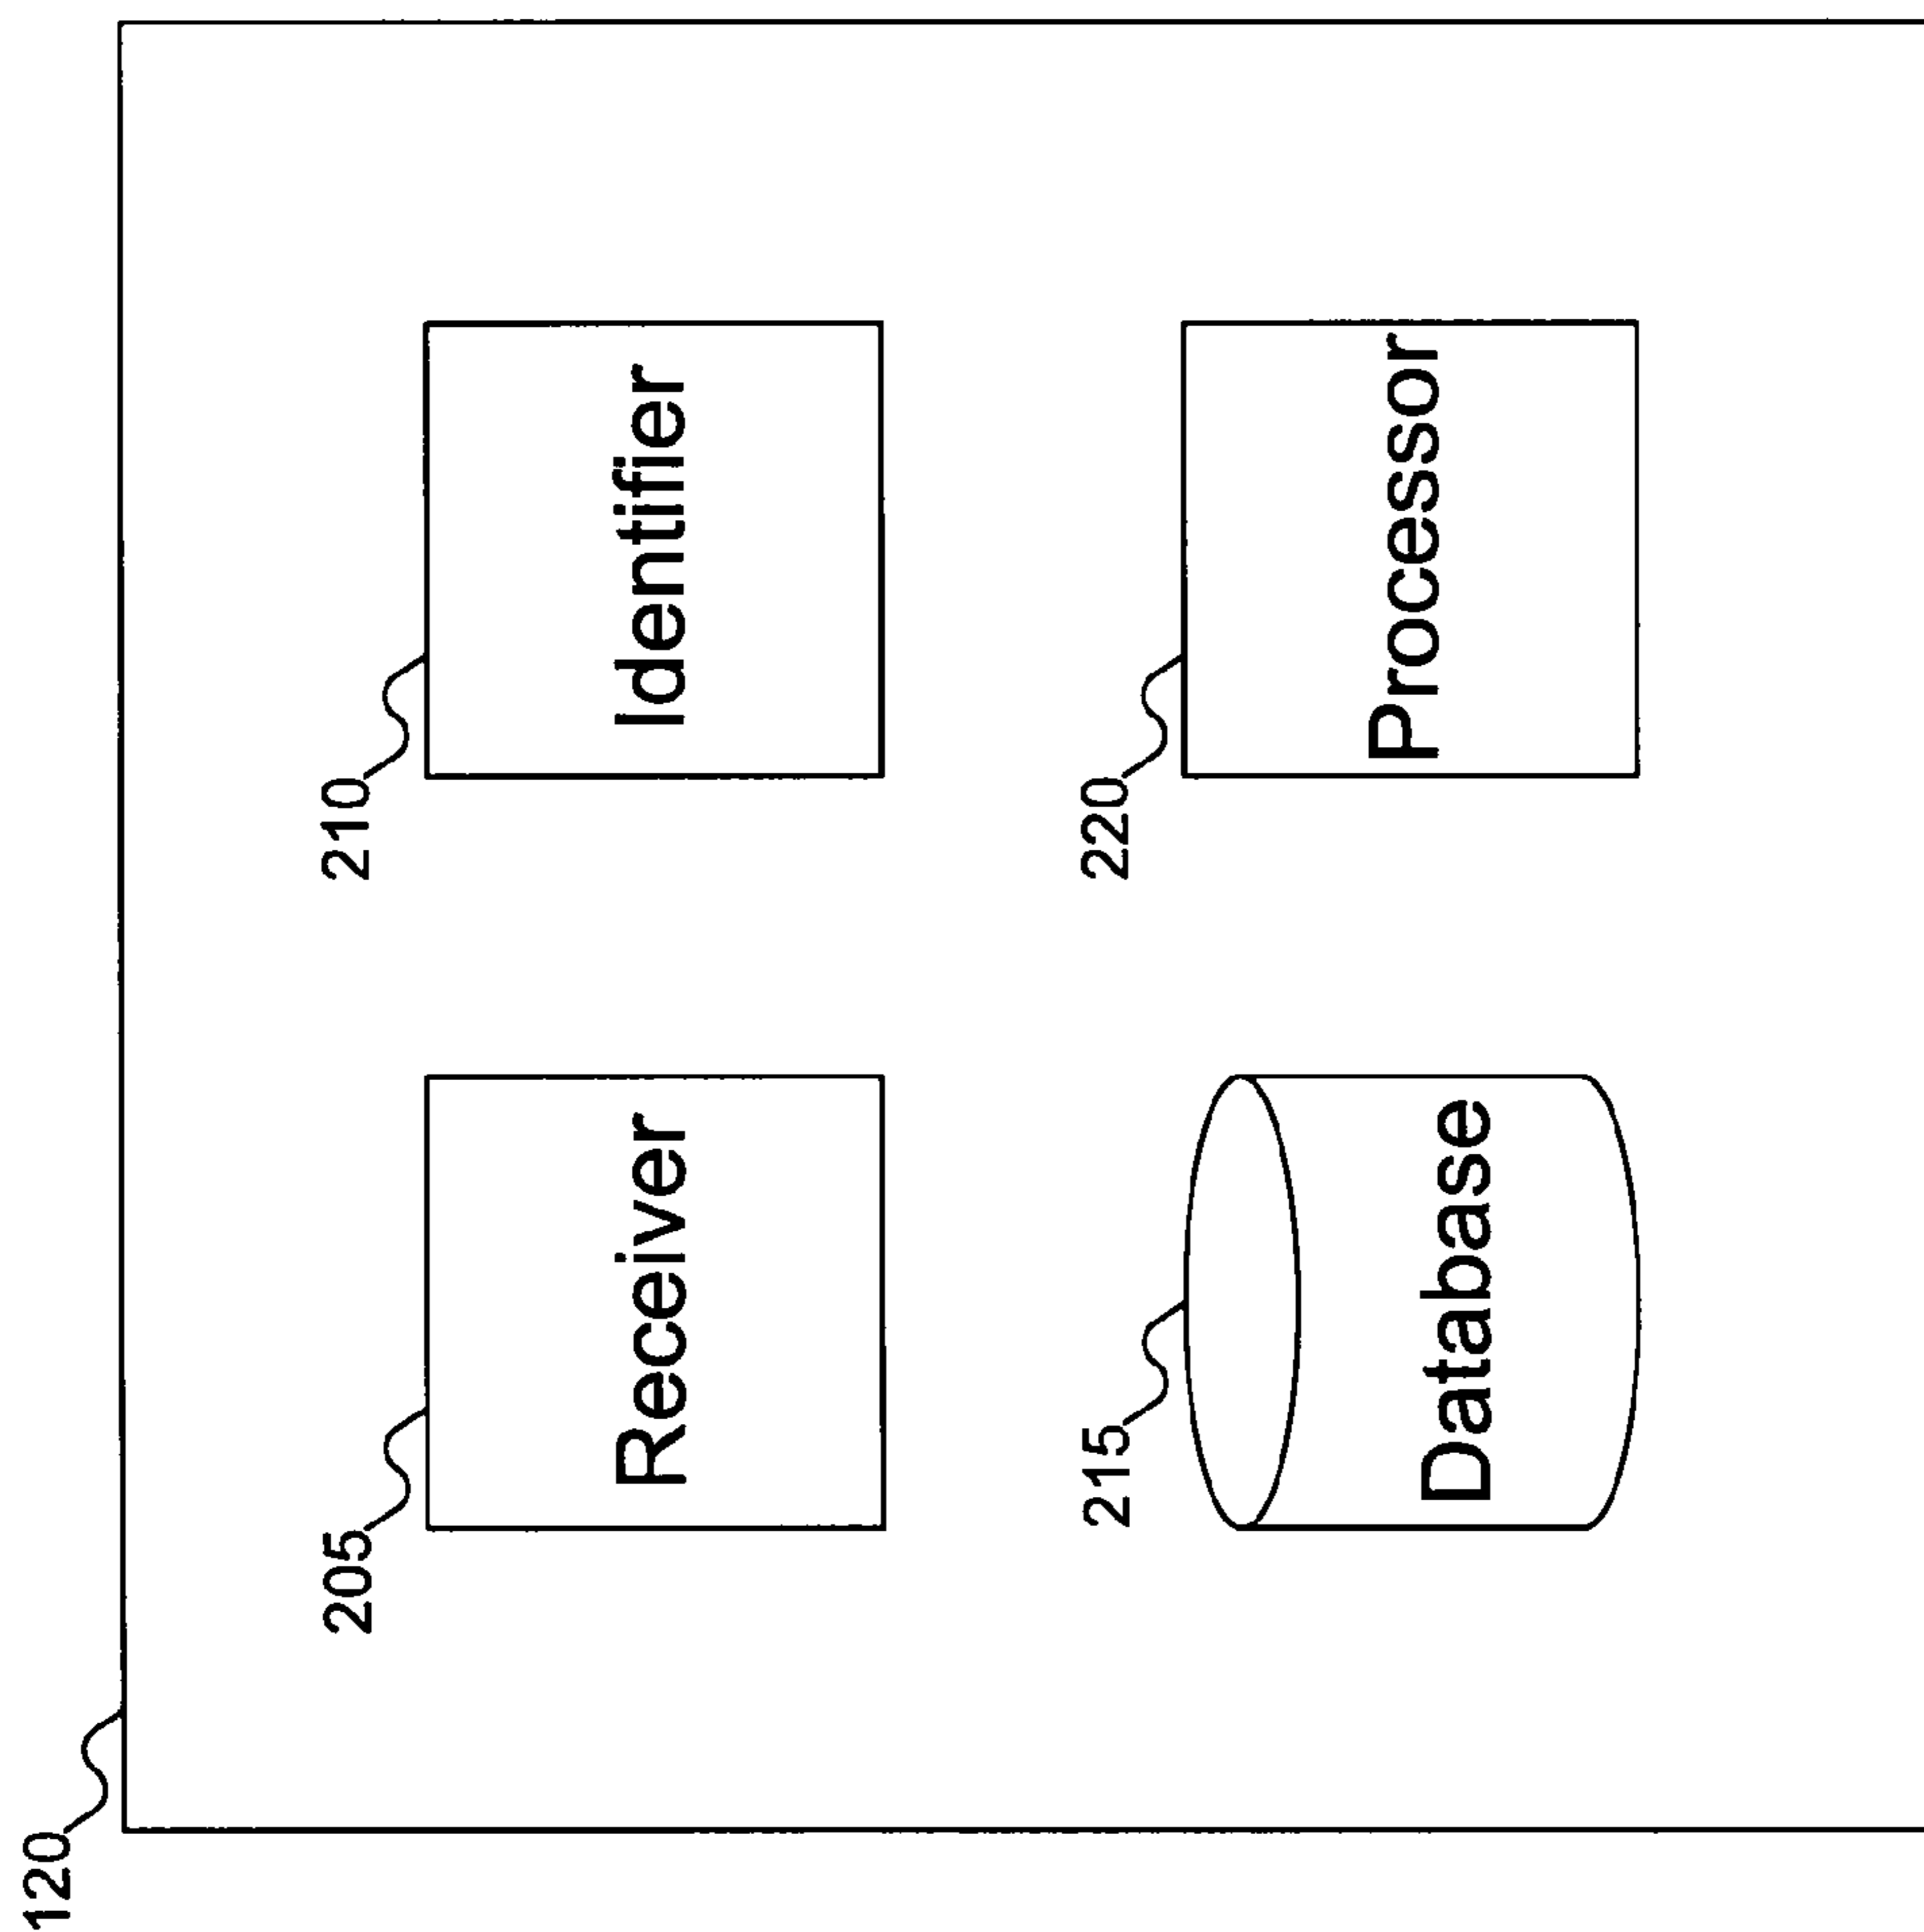 120
205
Receiver
210
Identifier
215
Database
220
Processor